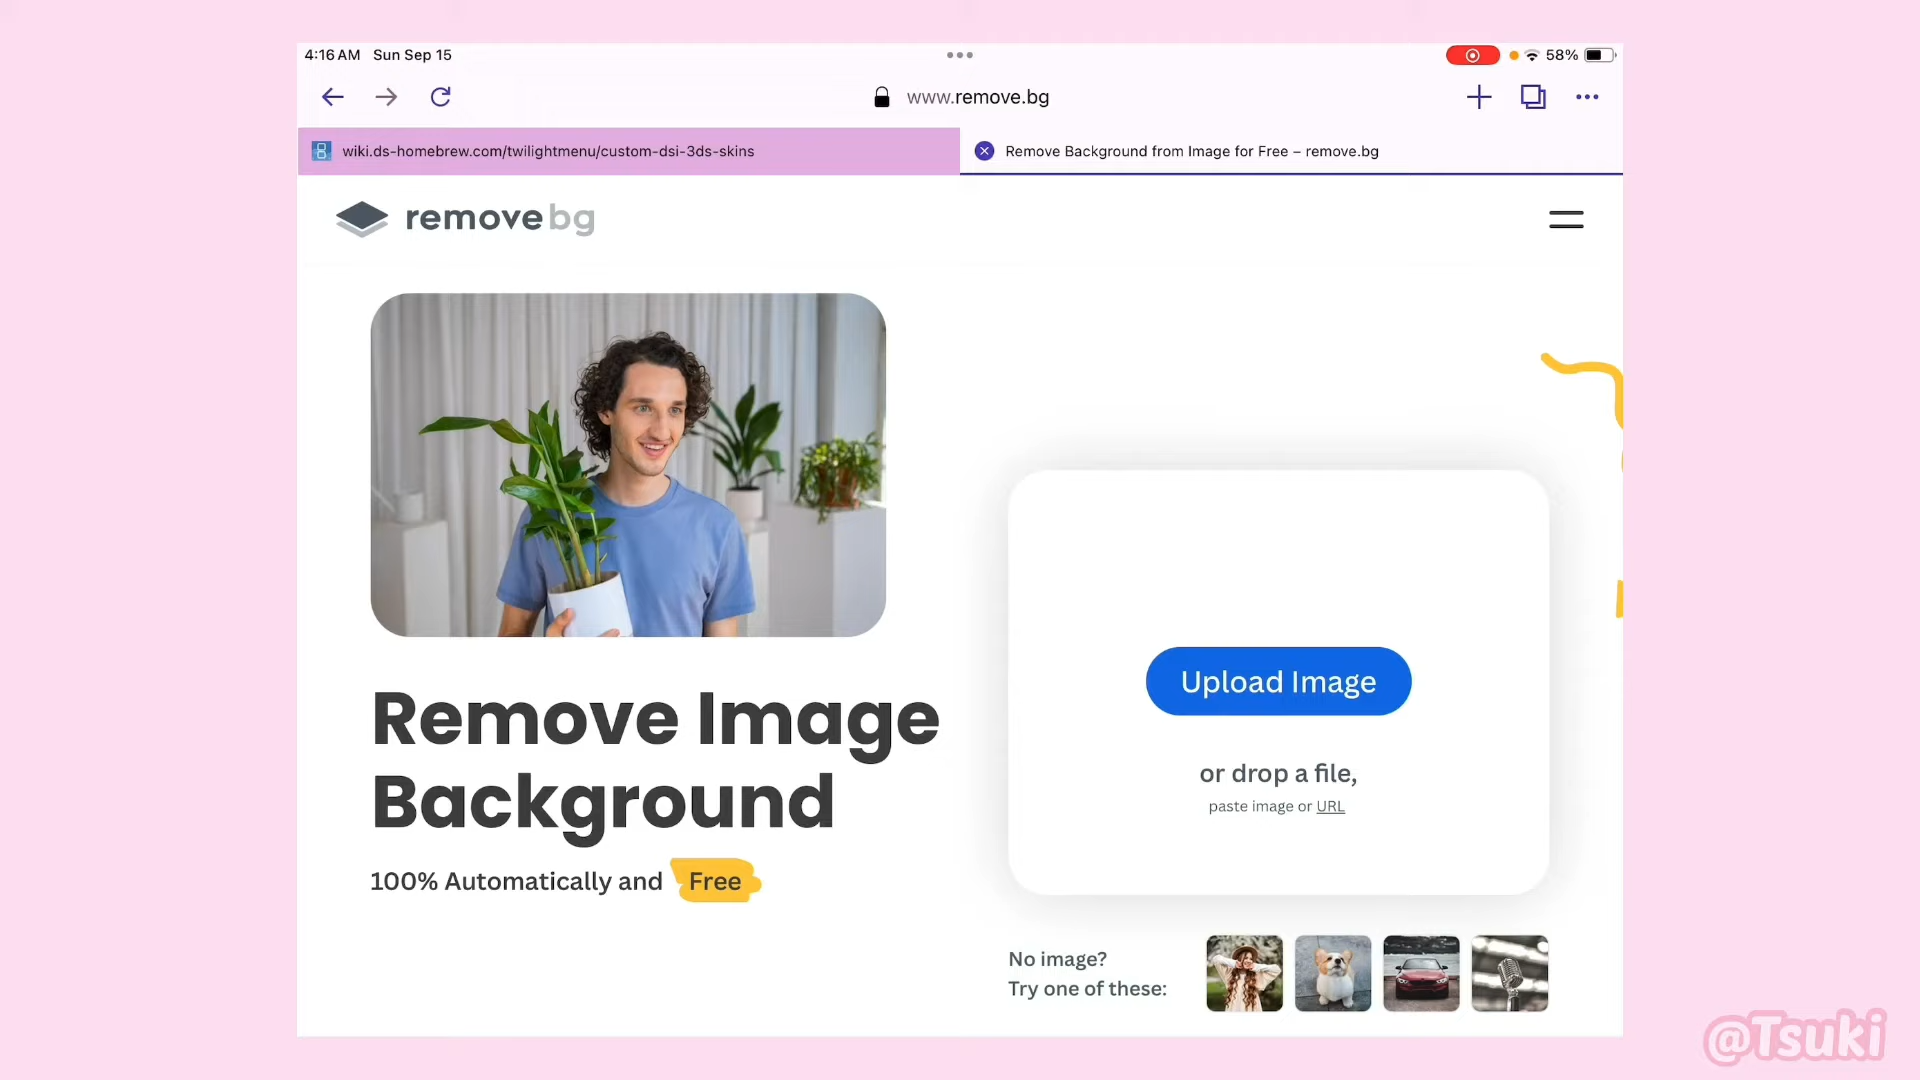 4:16 AM Sun Sep 15
58%
www.remove.bg
wiki.ds-homebrew.com/twilightmenu/custom-dsi-3ds-skins
Remove Background from Image for Free – remove.bg
removebg
Upload Image
or drop a file,
paste image or URL
Remove Image
Background
100% Automatically and Free
No image?
Try one of these:
@Tsuki